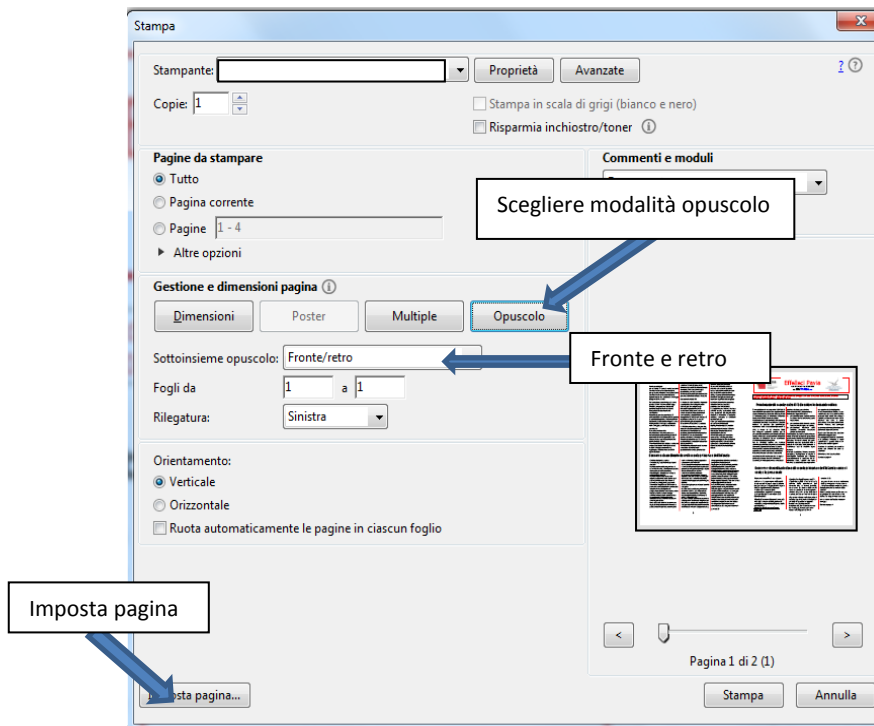 Stampa
x
Stampante:
Proprietà
Avanzate
? ?
Copie: 1
Stampa in scala di grigi (bianco e nero)
Risparmia inchiostro/toner i
Pagine da stampare
Tutto
Pagina corrente
Pagine 1 - 4
Altre opzioni
Commenti e moduli
Scegliere modalità opuscolo
Gestione e dimensioni pagina i
Dimensioni
Poster
Multiple
Opuscolo
Sottoinsieme opuscolo: Fronte/retro
Fronte e retro
Fogli da 1 a 1
Rilegatura: Sinistra
Orientamento:
Verticale
Orizzontale
Ruota automaticamente le pagine in ciascun foglio
Imposta pagina
<
>
Pagina 1 di 2 (1)
osta pagina...
Stampa
Annulla